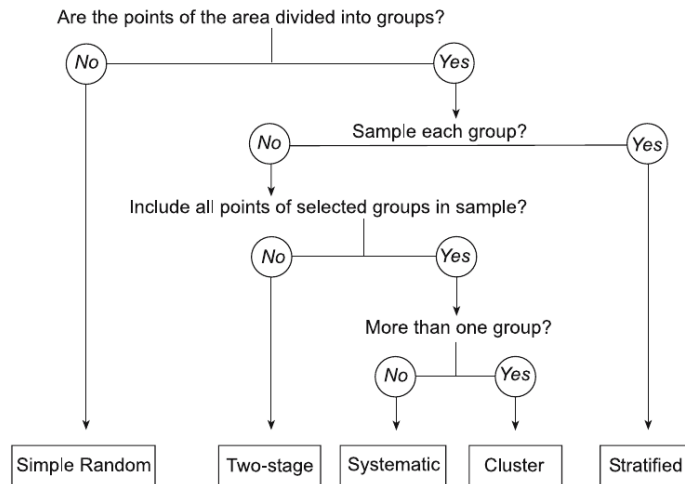 Are the points of the area divided into groups?
No
Yes
Sample each group?
No
Yes
Include all points of selected groups in sample?
No
Yes
More than one group?
No
Yes
Simple Random
Two-stage
Systematic
Cluster
Stratified